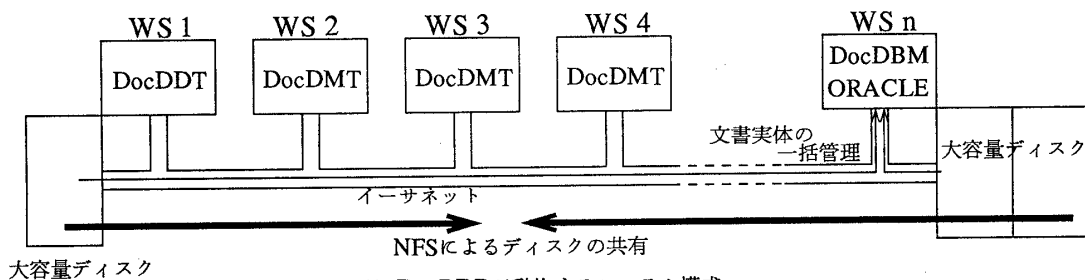 WS 1 WS 2 WS 3 WS 4 WS n
DocDDT DocDMT DocDMT DocDMT DocDBM
ORACLE
文書実体の
一括管理
大容量ディスク
イーサネット
NFSによるディスクの共有
大容量ディスク